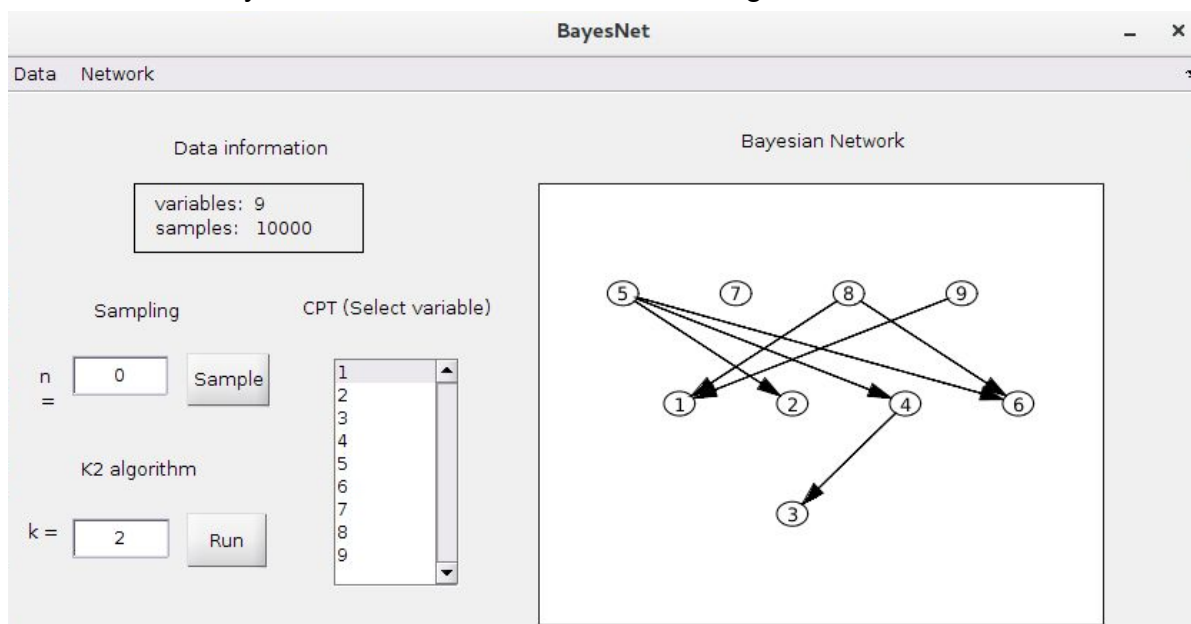 BayesNet
Data Network
Data information
variables: 9
samples: 10000
Sampling
n
=
0
Sample
K2 algorithm
k =
2
Run
CPT (Select variable)
1
2
3
4
5
6
7
8
9
Bayesian Network
5 7 8 9
1 2 4 6
3